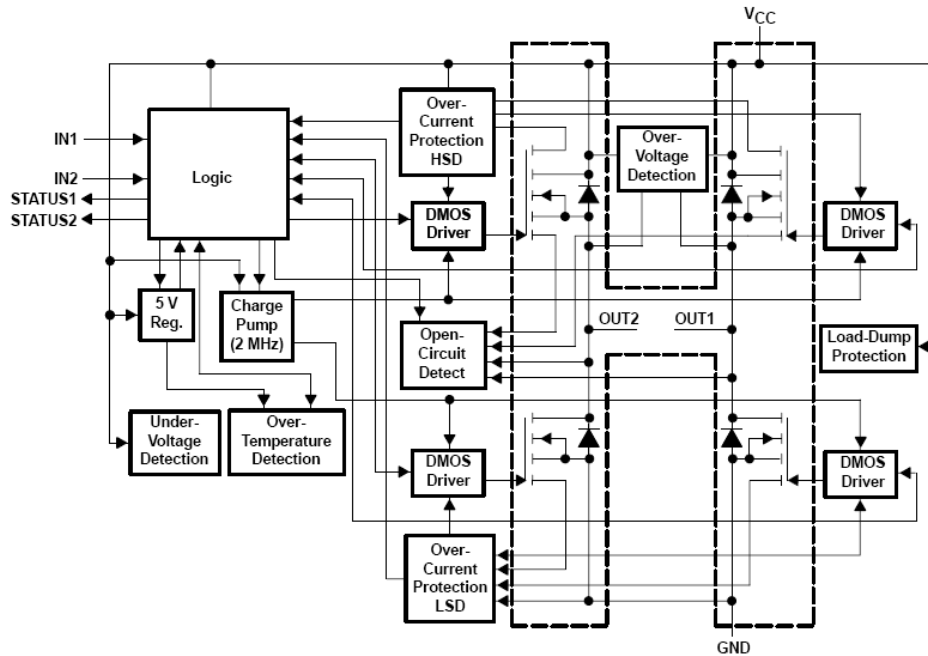 VCC
Over-
Current
Protection
HSD
IN1
IN2
STATUS1
STATUS2
Logic
Over-
Voltage
Detection
DMOS
Driver
DMOS
Driver
5 V
Reg.
Charge
Pump
(2 MHz)
Open-
Circuit
Detect
OUT2
OUT1
Load-Dump
Protection
Under-
Voltage
Detection
Over-
Temperature
Detection
DMOS
Driver
DMOS
Driver
Over-
Current
Protection
LSD
GND